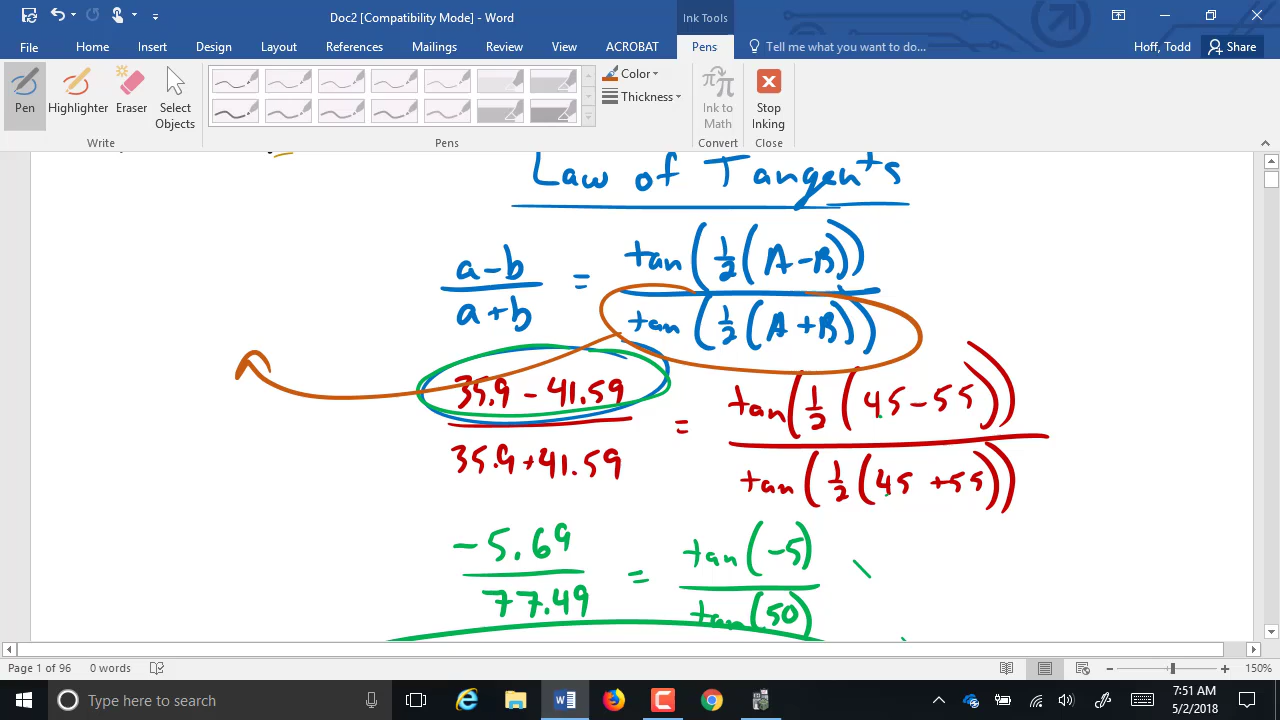 Doc2 [Compatibility Mode] - Word
Ink Tools
File Home Insert Design Layout References Mailings Review View ACROBAT Pens Tell me what you want to do... Hoff, Todd Share
Pen Highlighter Eraser Select Objects
Color
Thickness
Ink to Math
Stop Inking
Write Pens Convert Close
Law of Tangents
a-b / a+b = tan(½(A-B)) / tan(½(A+B))
35.9 - 41.59 / 35.9+41.59 = tan(½(45-55)) / tan(½(45+55))
-5.69 / 77.49 = tan(-5) / tan(50)
Page 1 of 96 0 words 150%
Type here to search
7:51 AM
5/2/2018